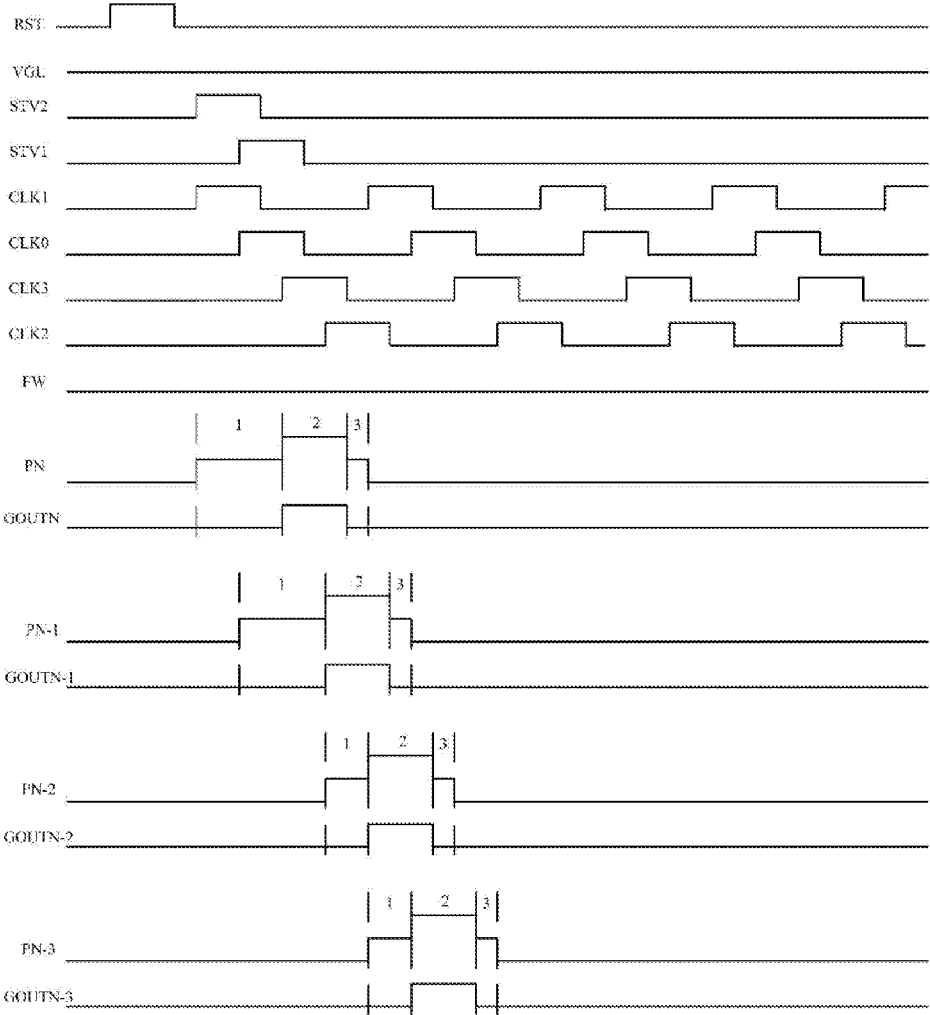 RST
VGL
STV2
STV1
CLK1
CLK0
CLK3
CLK2
FW
1 2 3
PN
GOUTN
1 2 3
PN-1
GOUTN-1
1 2 3
PN-2
GOUTN-2
1 2 3
PN-3
GOUTN-3